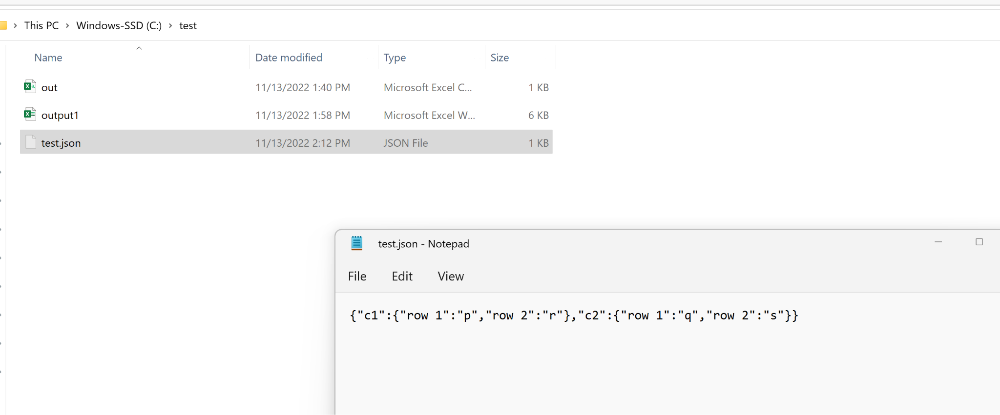 This PC > Windows-SSD (C:) > test
Name Date modified Type Size
out 11/13/2022 1:40 PM Microsoft Excel C... 1 KB
output1 11/13/2022 1:58 PM Microsoft Excel W... 6 KB
test.json 11/13/2022 2:12 PM JSON File 1 KB
test.json - Notepad
File Edit View
{"c1":{"row 1":"p","row 2":"r"},"c2":{"row 1":"q","row 2":"s"}}